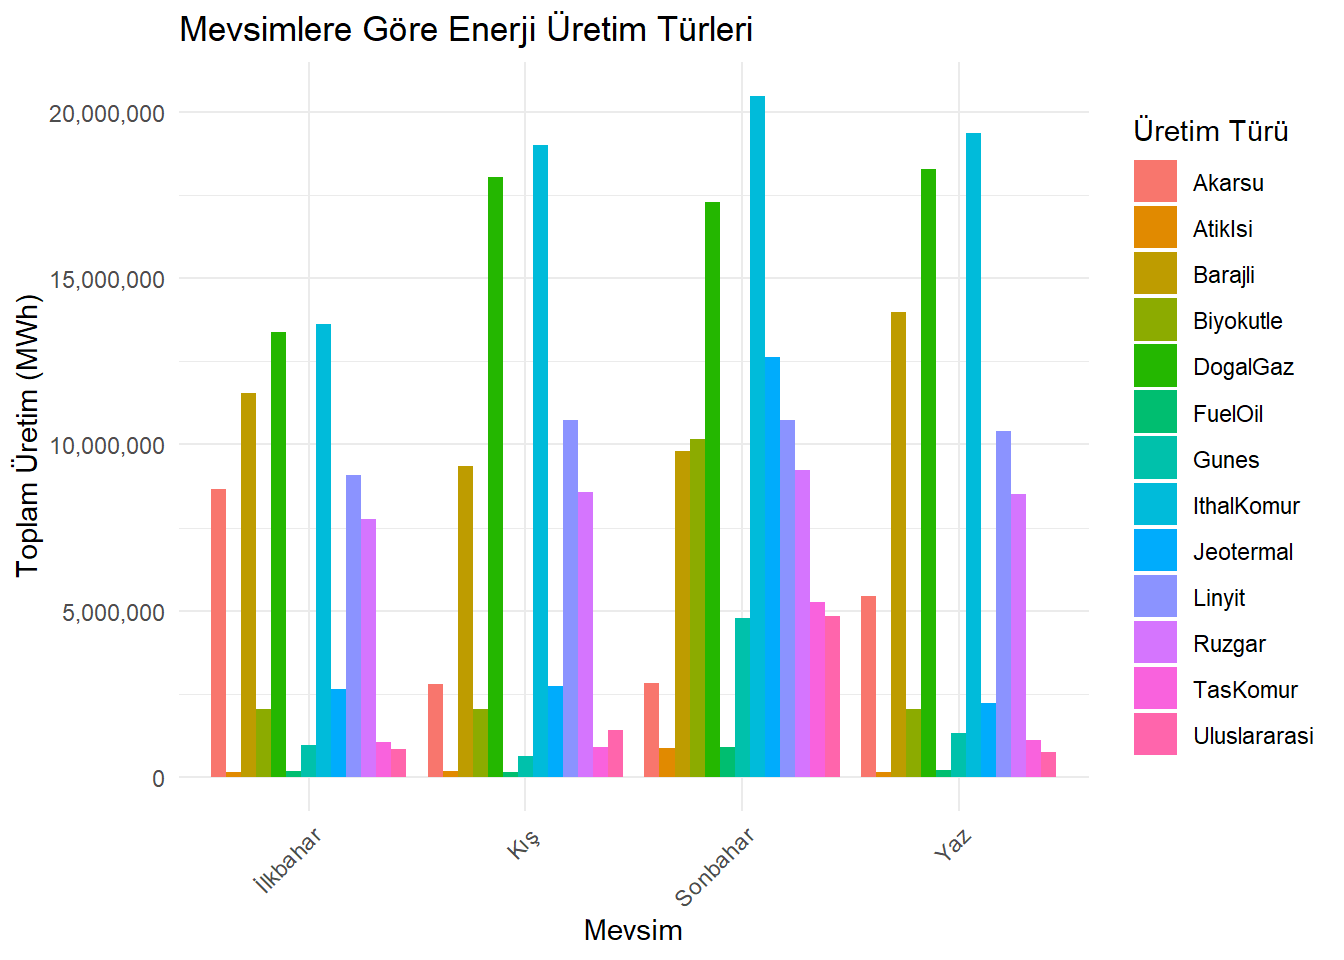 Mevsimlere Göre Enerji Üretim Türleri
Toplam Üretim (MWh)
20,000,000
15,000,000
10,000,000
5,000,000
0
İlkbahar
Kış
Sonbahar
Yaz
Mevsim
Üretim Türü
Akarsu
AtikIsi
Barajli
Biyokutle
DogalGaz
FuelOil
Gunes
IthalKomur
Jeotermal
Linyit
Ruzgar
TasKomur
Uluslararasi